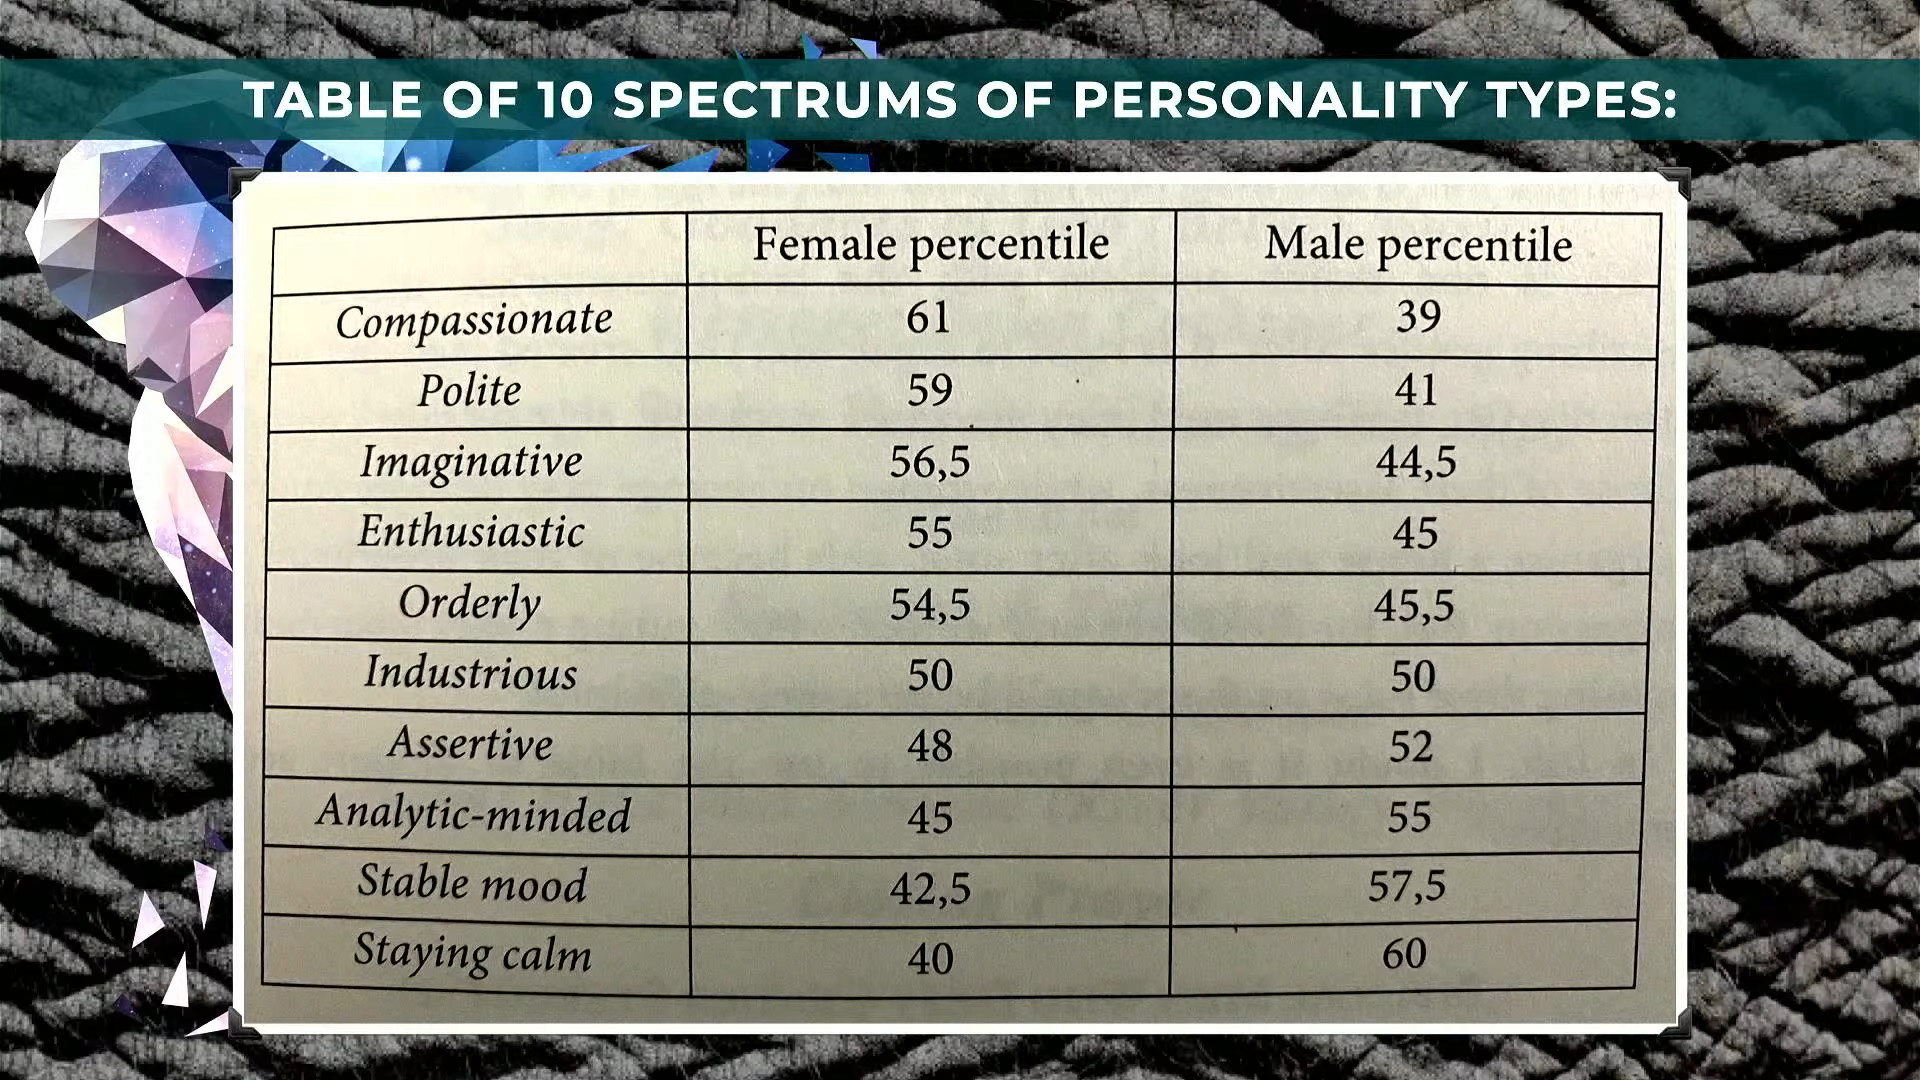 TABLE OF 10 SPECTRUMS OF PERSONALITY TYPES:
Female percentile Male percentile
Compassionate 61 39
Polite 59 41
Imaginative 56,5 44,5
Enthusiastic 55 45
Orderly 54,5 45,5
Industrious 50 50
Assertive 48 52
Analytic-minded 45 55
Stable mood 42,5 57,5
Staying calm 40 60